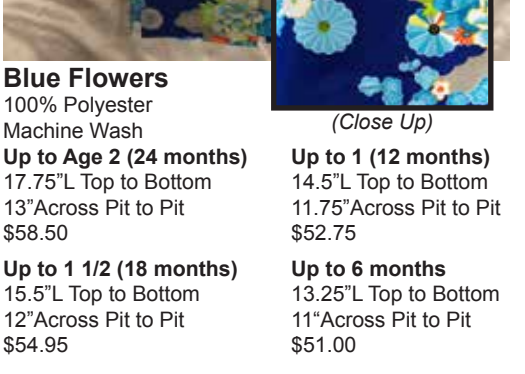 Blue Flowers
100% Polyester
Machine Wash
(Close Up)
Up to Age 2 (24 months)
17.75”L Top to Bottom
13”Across Pit to Pit
$58.50
Up to 1 (12 months)
14.5”L Top to Bottom
11.75”Across Pit to Pit
$52.75
Up to 1 1/2 (18 months)
15.5”L Top to Bottom
12”Across Pit to Pit
$54.95
Up to 6 months
13.25”L Top to Bottom
11“Across Pit to Pit
$51.00